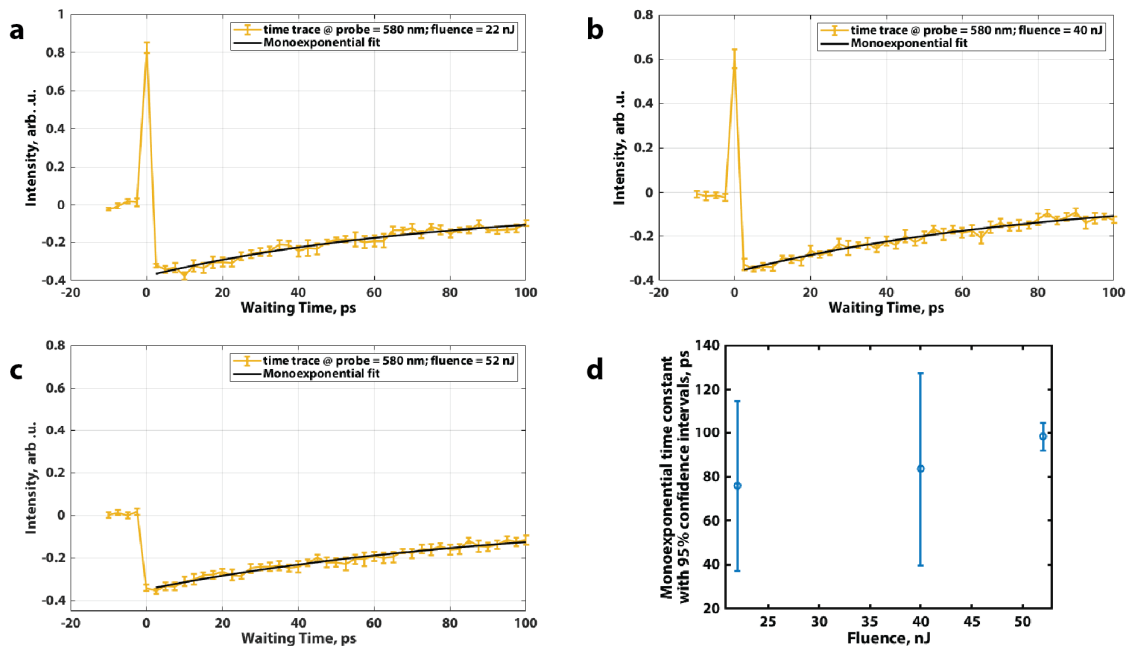 a
time trace @ probe = 580 nm; fluence = 22 nJ
Monoexponential fit
1
0.8
0.6
0.4
0.2
0
-0.2
-0.4
Intensity, arb. .u.
-20
0
20
40
60
80
100
Waiting Time, ps
b
time trace @ probe = 580 nm; fluence = 40 nJ
Monoexponential fit
0.8
0.6
0.4
0.2
0
-0.2
-0.4
Intensity, arb .u.
-20
0
20
40
60
80
100
Waiting Time, ps
c
time trace @ probe = 580 nm; fluence = 52 nJ
Monoexponential fit
0.8
0.6
0.4
0.2
0
-0.2
-0.4
Intensity, arb .u.
-20
0
20
40
60
80
100
Waiting Time, ps
d
140
120
100
80
60
40
20
Monoexponential time constant
with 95% confidence intervals, ps
25
30
35
40
45
50
Fluence, nJ